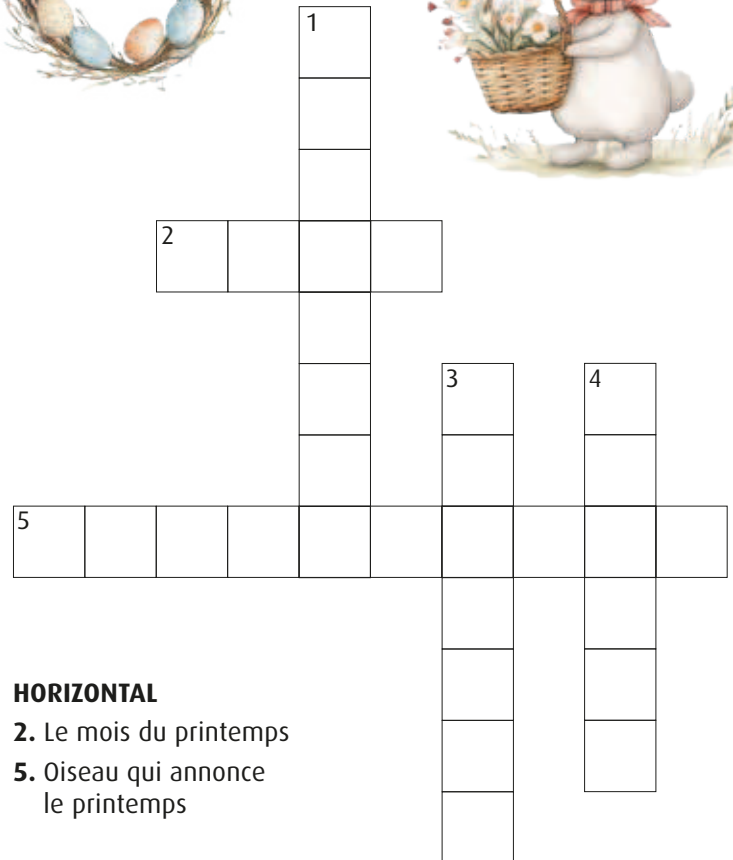 1
2
3 4
5
HORIZONTAL
2. Le mois du printemps
5. Oiseau qui annonce
le printemps